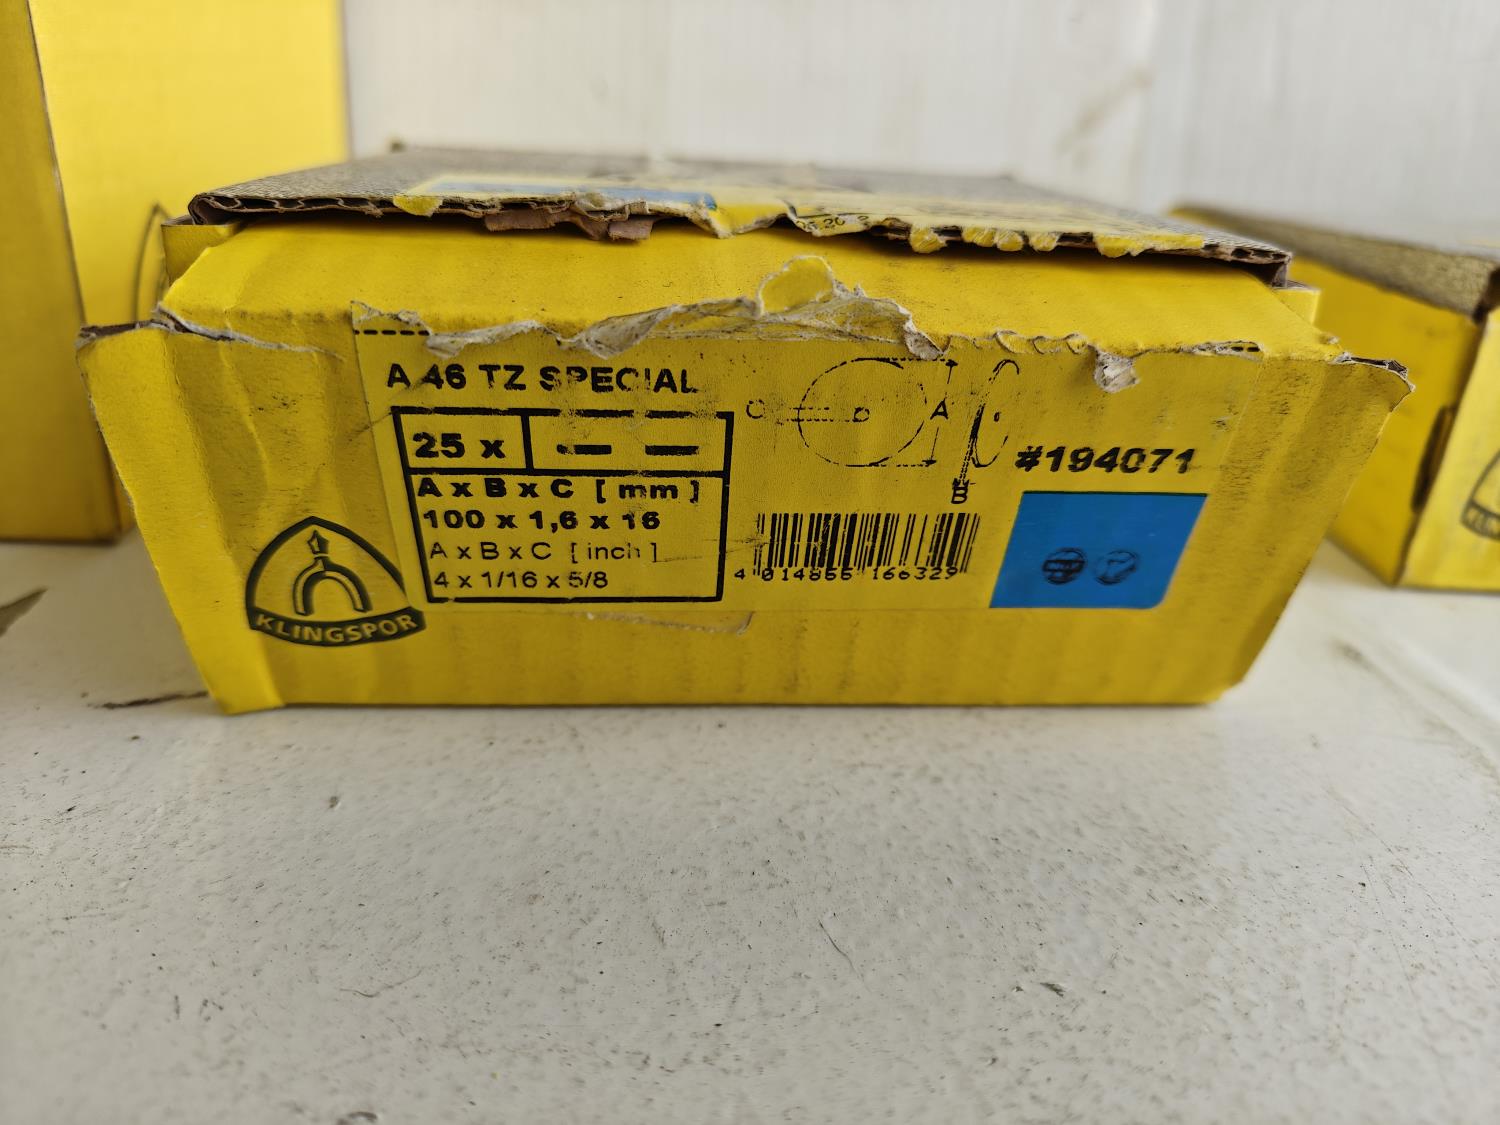 A 46 TZ SPECIAL
25 x
A x B x C [mm]
100 x 1,6 x 16
A x B x C [inch]
4 x 1/16 x 5/8
C
D
A
B
#194071
4 014855 166329
KLINGSPOR